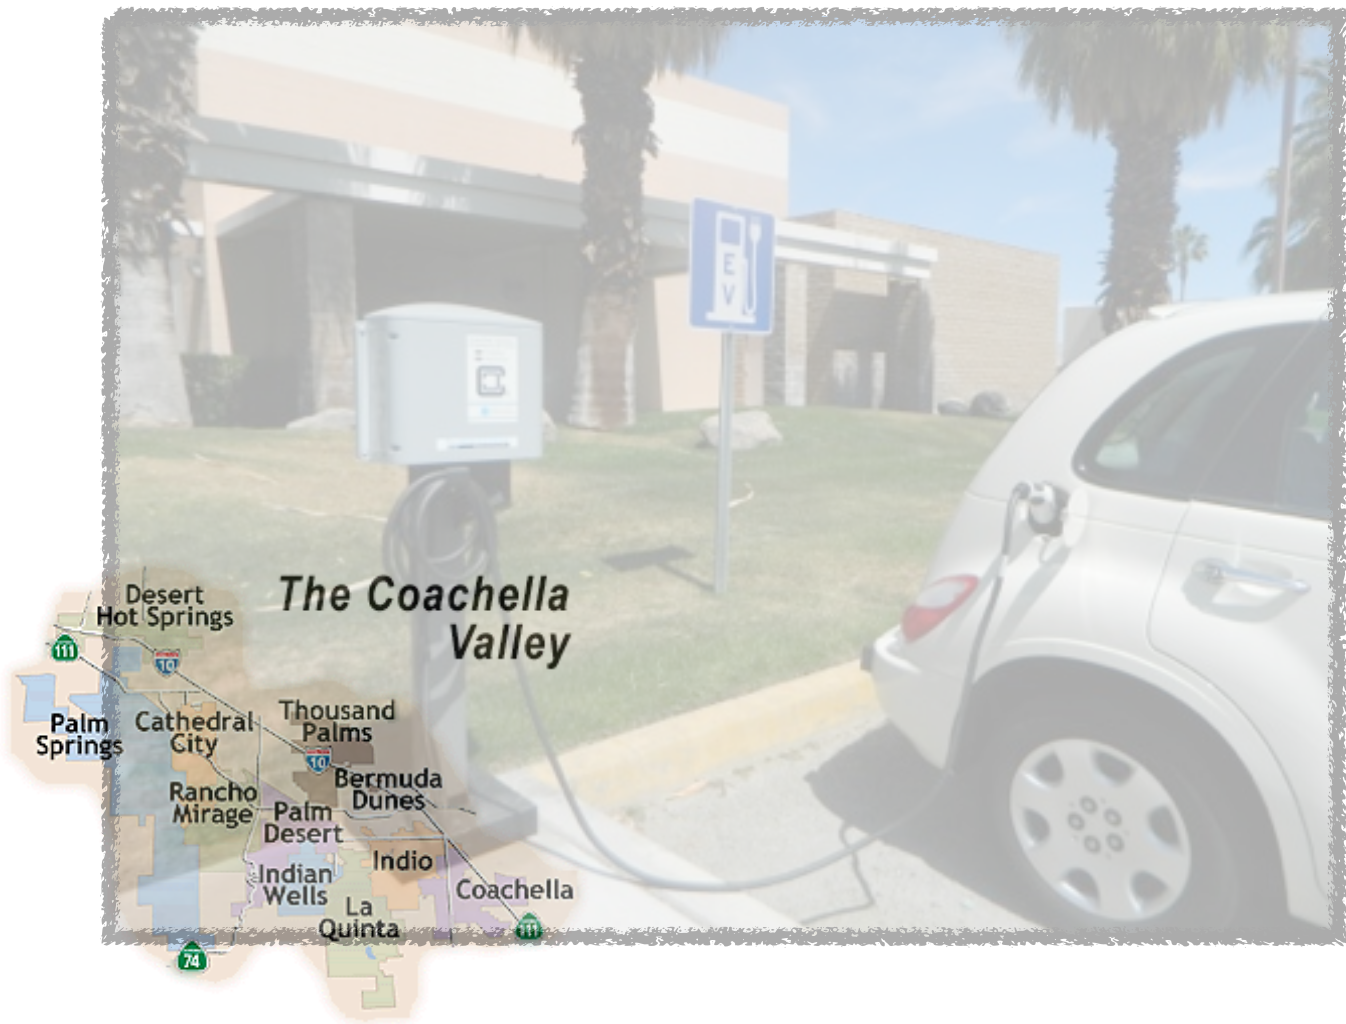 E
V
The Coachella
Valley
Desert
Hot Springs
111
10
Palm
Springs
Cathedral
City
Thousand
Palms
10
Bermuda
Dunes
Rancho
Mirage
Palm
Desert
Indio
Indian
Wells
Coachella
La
Quinta
111
74